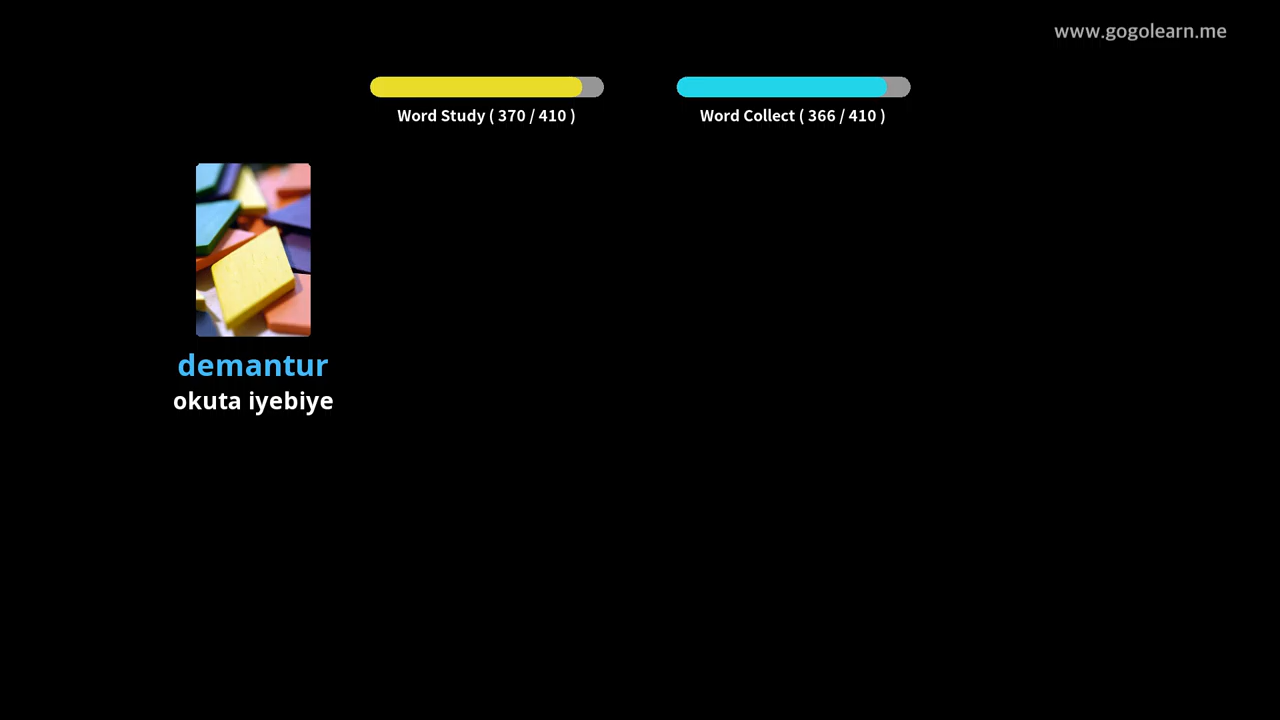 www.gogolearn.me
Word Study ( 370 / 410 )
Word Collect ( 366 / 410 )
demantur
okuta iyebiye